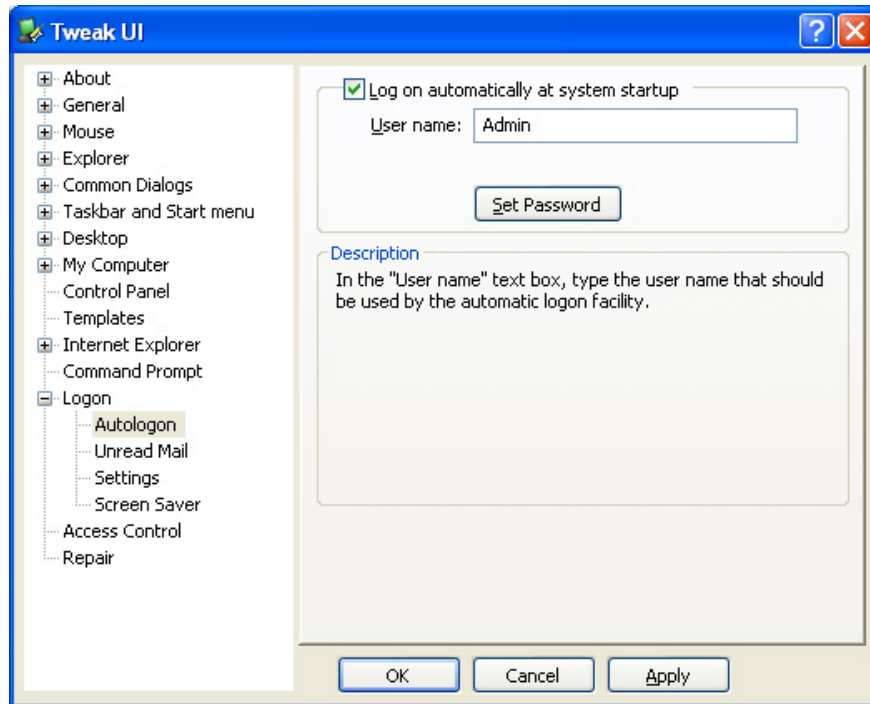 Tweak UI
About
General
Mouse
Explorer
Common Dialogs
Taskbar and Start menu
Desktop
My Computer
Control Panel
Templates
Internet Explorer
Command Prompt
Logon
Autologon
Unread Mail
Settings
Screen Saver
Access Control
Repair
Log on automatically at system startup
User name: Admin
Set Password
Description
In the "User name" text box, type the user name that should
be used by the automatic logon facility.
OK Cancel Apply